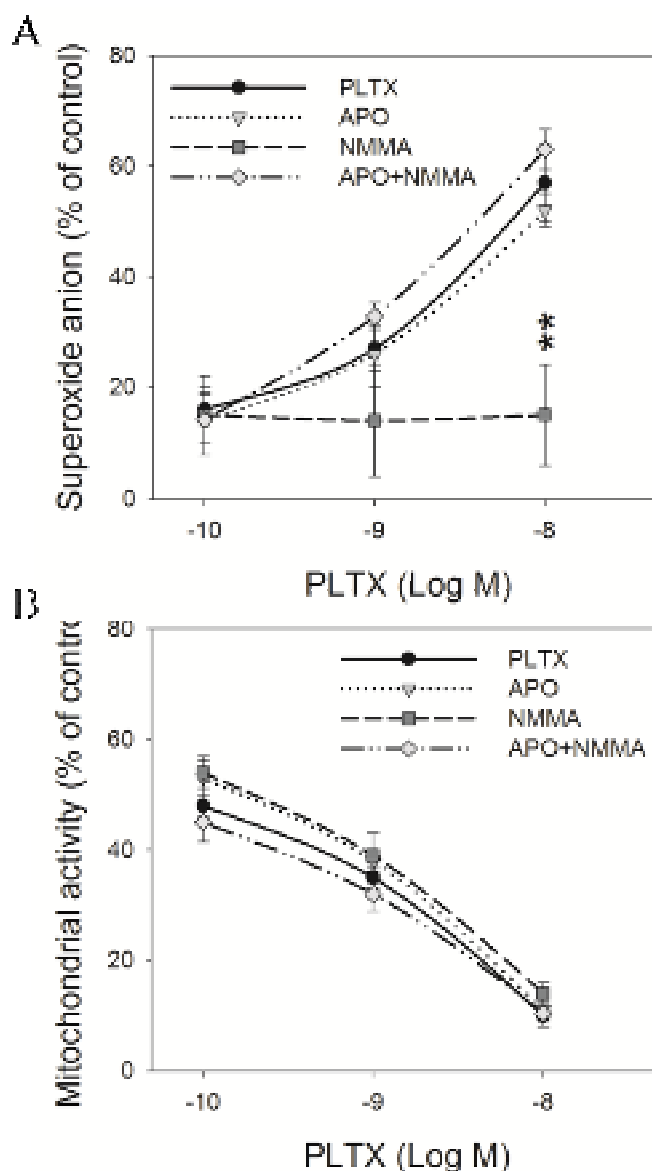 A
Superoxide anion (% of control)
80
60
40
20
0
PLTX
APO
NMMA
APO+NMMA
**
-10 -9 -8
PLTX (Log M)
B
Mitochondrial activity (% of contro
80
60
40
20
0
PLTX
APO
NMMA
APO+NMMA
-10 -9 -8
PLTX (Log M)